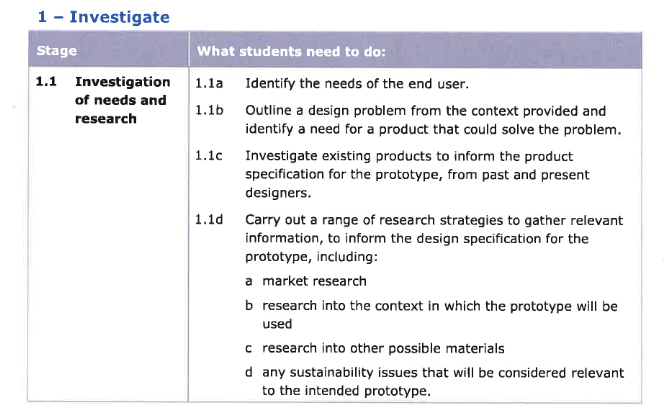 1 – Investigate
Stage
What students need to do:
1.1 Investigation
of needs and
research
1.1a Identify the needs of the end user.
1.1b Outline a design problem from the context provided and
identify a need for a product that could solve the problem.
1.1c Investigate existing products to inform the product
specification for the prototype, from past and present
designers.
1.1d Carry out a range of research strategies to gather relevant
information, to inform the design specification for the
prototype, including:
a market research
b research into the context in which the prototype will be
used
c research into other possible materials
d any sustainability issues that will be considered relevant
to the intended prototype.